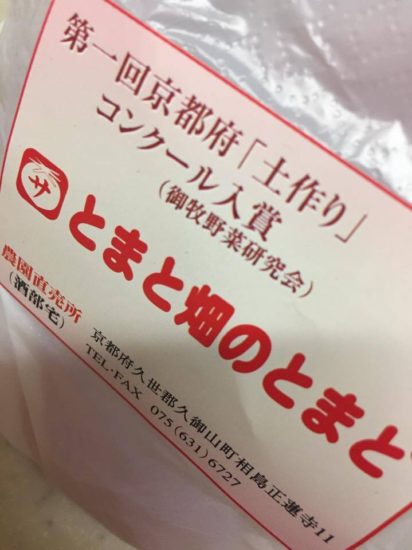 第一回京都府「土作り」
コンクール入賞
(御牧野菜研究会)
サ
とまと畑のとまと
農園直売所
(酒部宅)
京都府久世郡久御山町相島正蓮寺11
TEL・FAX 075(631)6727